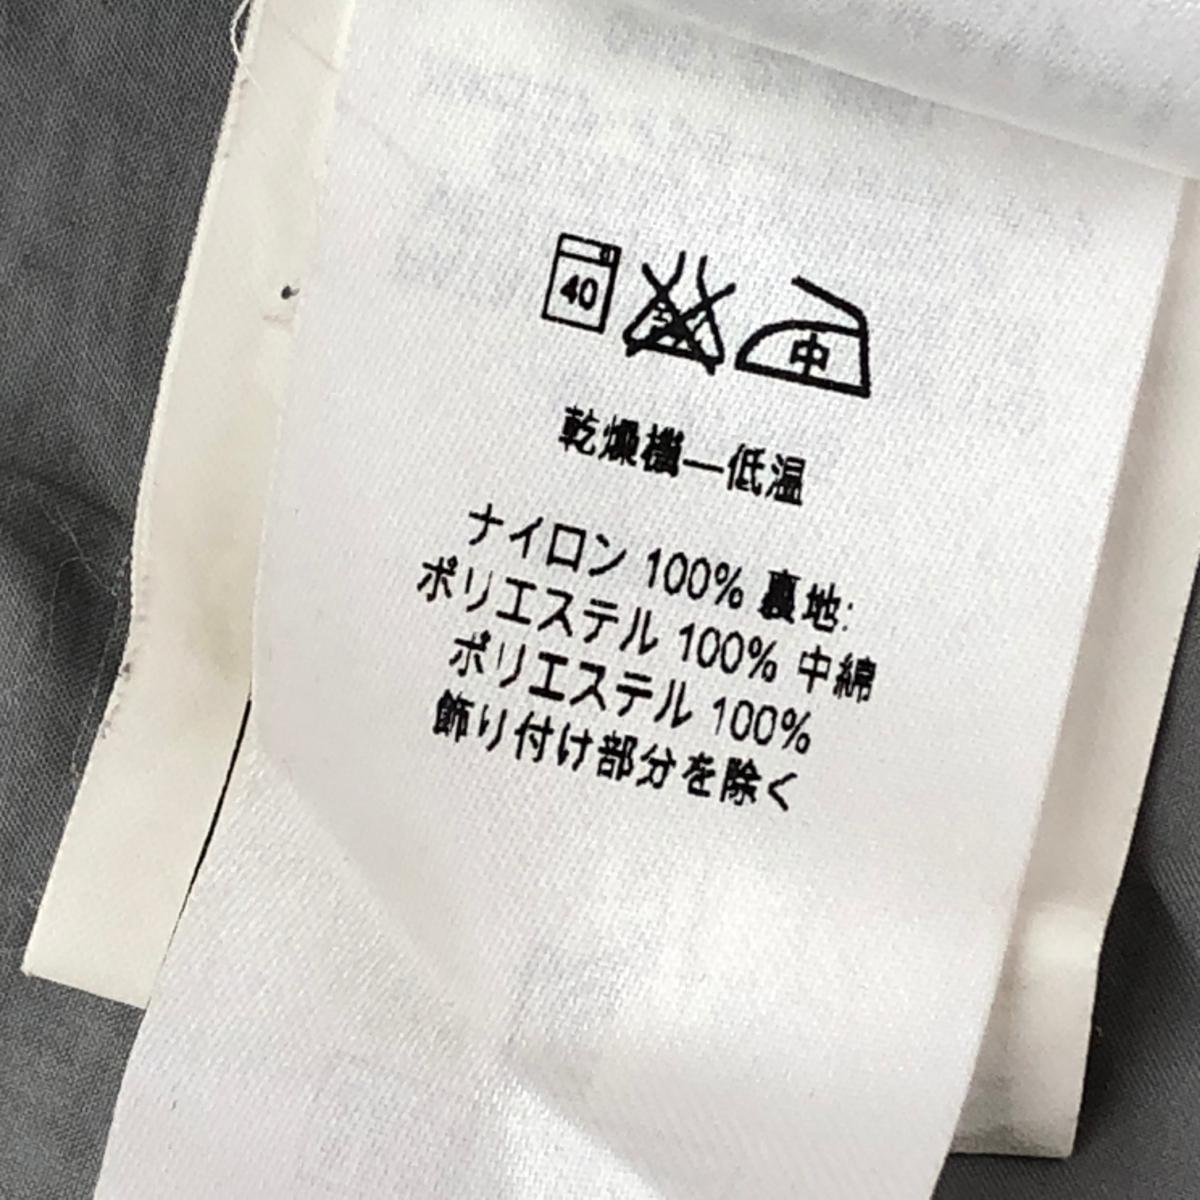 40 中
乾燥機—低温
ナイロン 100% 裏地:
ポリエステル 100% 中綿
ポリエステル 100%
飾り付け部分を除く